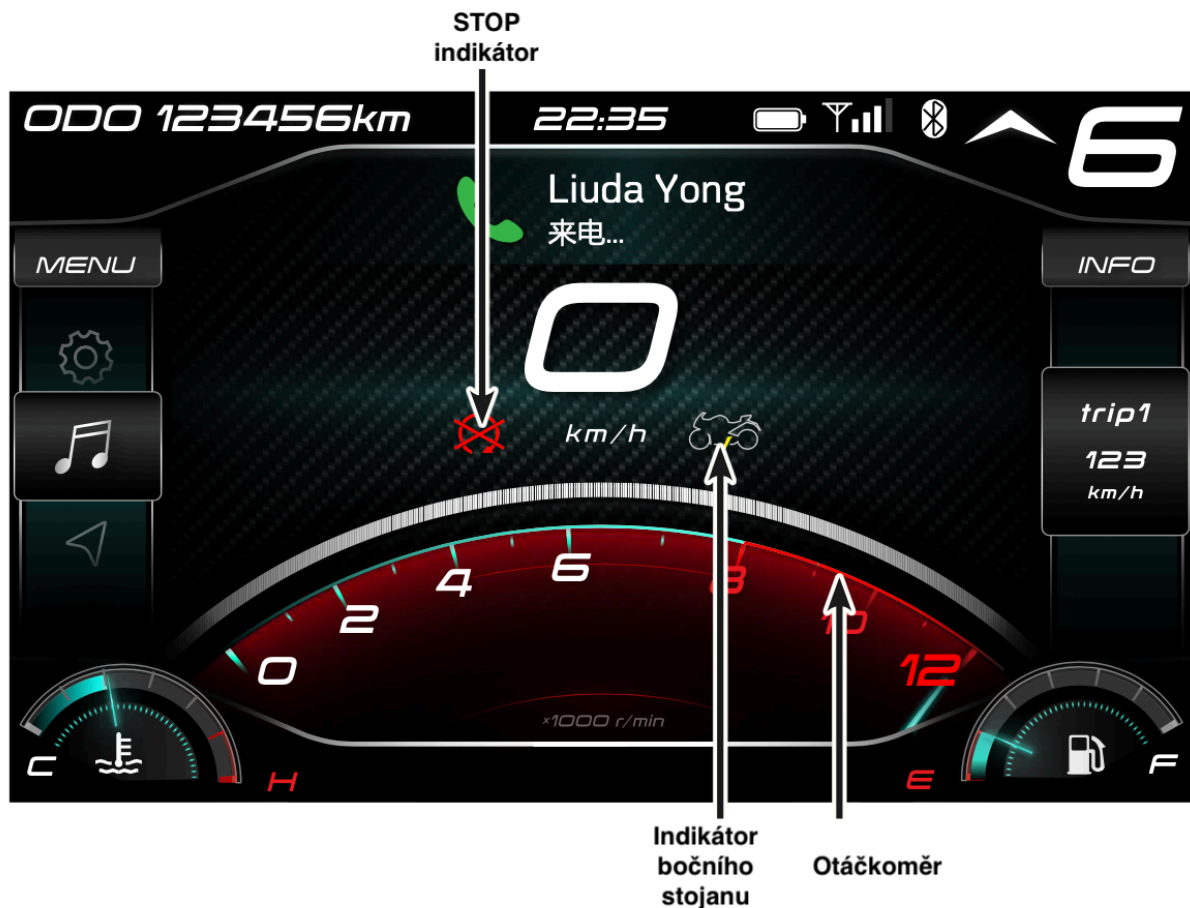 STOP
indikátor
ODO 123456km 22:35 6
Liuda Yong
来电...
MENU
INFO
0
km/h
trip1
123
km/h
0 2 4 6 8 10 12
×1000 r/min
C H
E F
Indikátor
bočního
stojanu
Otáčkoměr